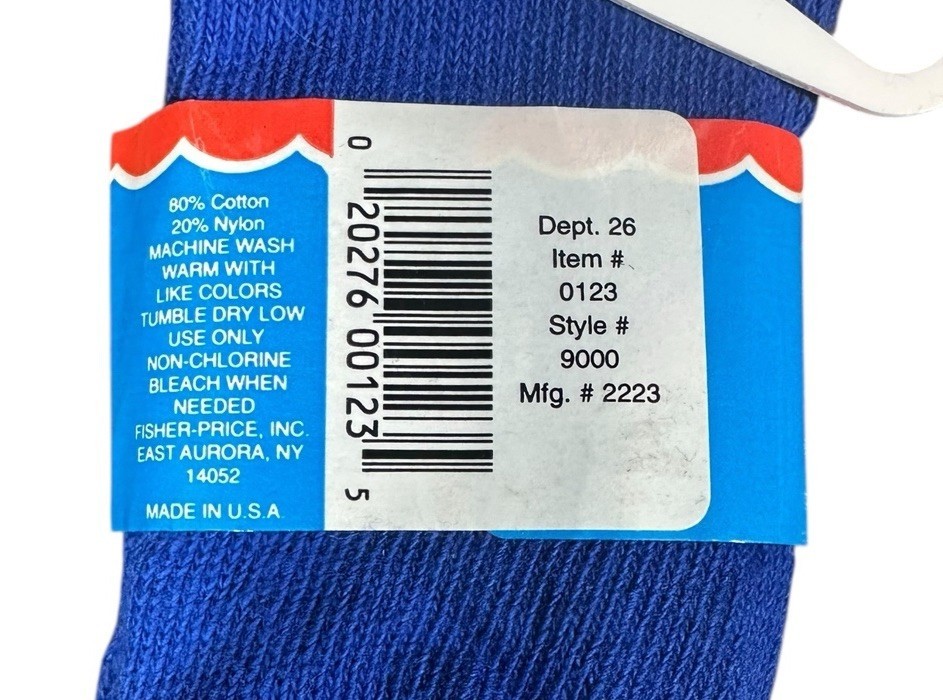 80% Cotton
20% Nylon
MACHINE WASH
WARM WITH
LIKE COLORS
TUMBLE DRY LOW
USE ONLY
NON-CHLORINE
BLEACH WHEN
NEEDED
FISHER-PRICE, INC.
EAST AURORA, NY
14052
MADE IN U.S.A.
0 20276 00123 5
Dept. 26
Item #
0123
Style #
9000
Mfg. # 2223